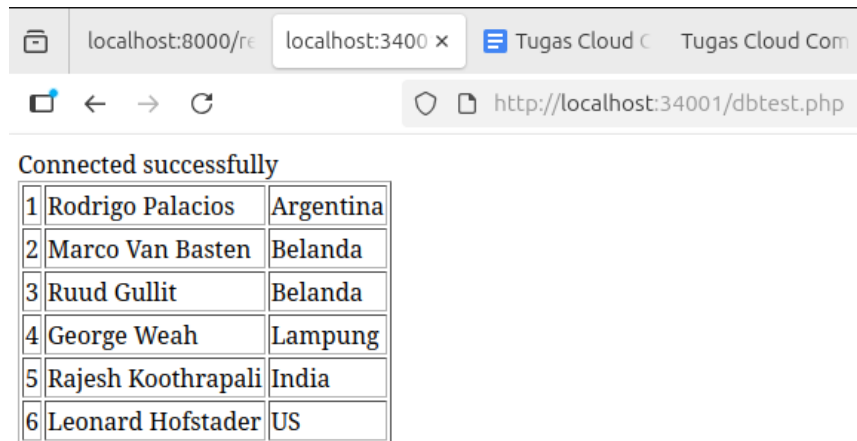 localhost:8000/re
localhost:3400
Tugas Cloud C
Tugas Cloud Com
http://localhost:34001/dbtest.php
Connected successfully
1 Rodrigo Palacios Argentina
2 Marco Van Basten Belanda
3 Ruud Gullit Belanda
4 George Weah Lampung
5 Rajesh Koothrapali India
6 Leonard Hofstader US